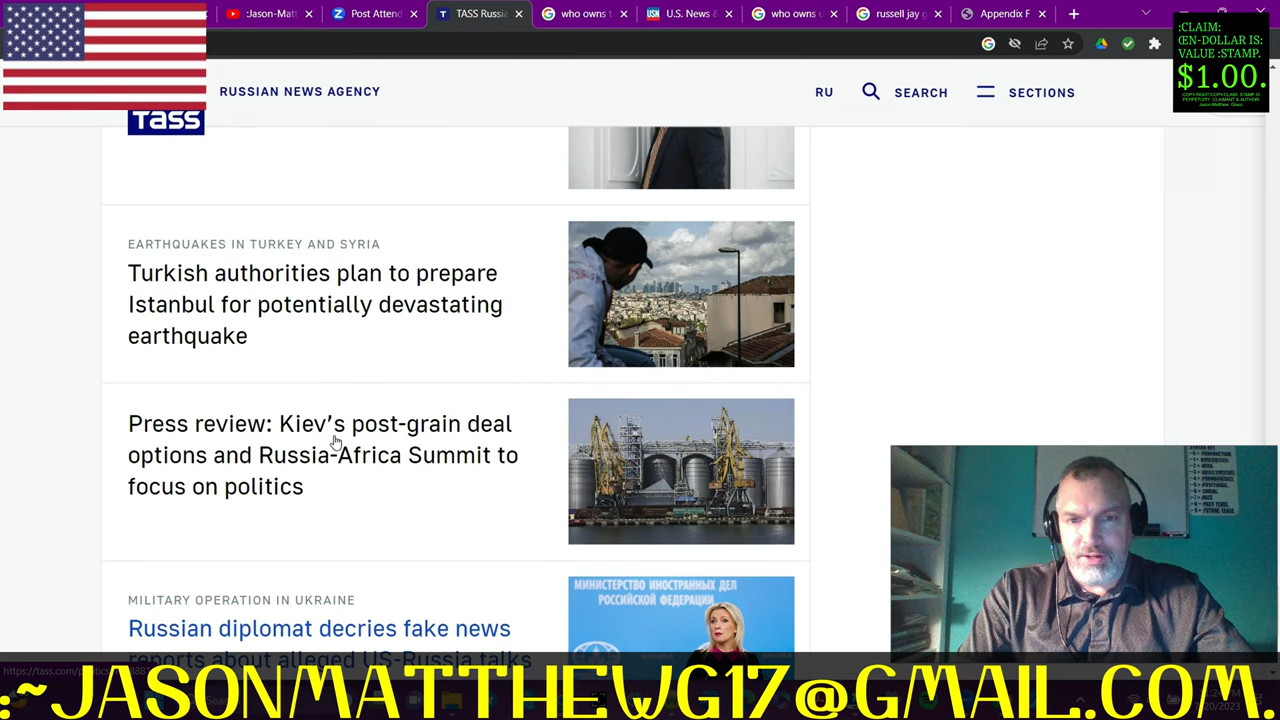 :Jason-Matt
Post Attend
TASS Russia
who owns t
U.S. News &
who owns u
russell jay g
Appendix F
:CLAIM:
ŒN-DOLLAR IS:
VALUE :STAMP.
$1.00.
Jason-Matthew: Glass
TASS
RUSSIAN NEWS AGENCY
RU
SEARCH
SECTIONS
EARTHQUAKES IN TURKEY AND SYRIA
Turkish authorities plan to prepare
Istanbul for potentially devastating
earthquake
Press review: Kiev’s post-grain deal
options and Russia-Africa Summit to
focus on politics
MILITARY OPERATION IN UKRAINE
Russian diplomat decries fake news
reports about alleged US-Russia talks
МИНИСТЕРСТВО ИНОСТРАННЫХ ДЕЛ
РОССИЙСКОЙ ФЕДЕРАЦИИ
:~JASONMATTHEWG17@GMAIL.COM.